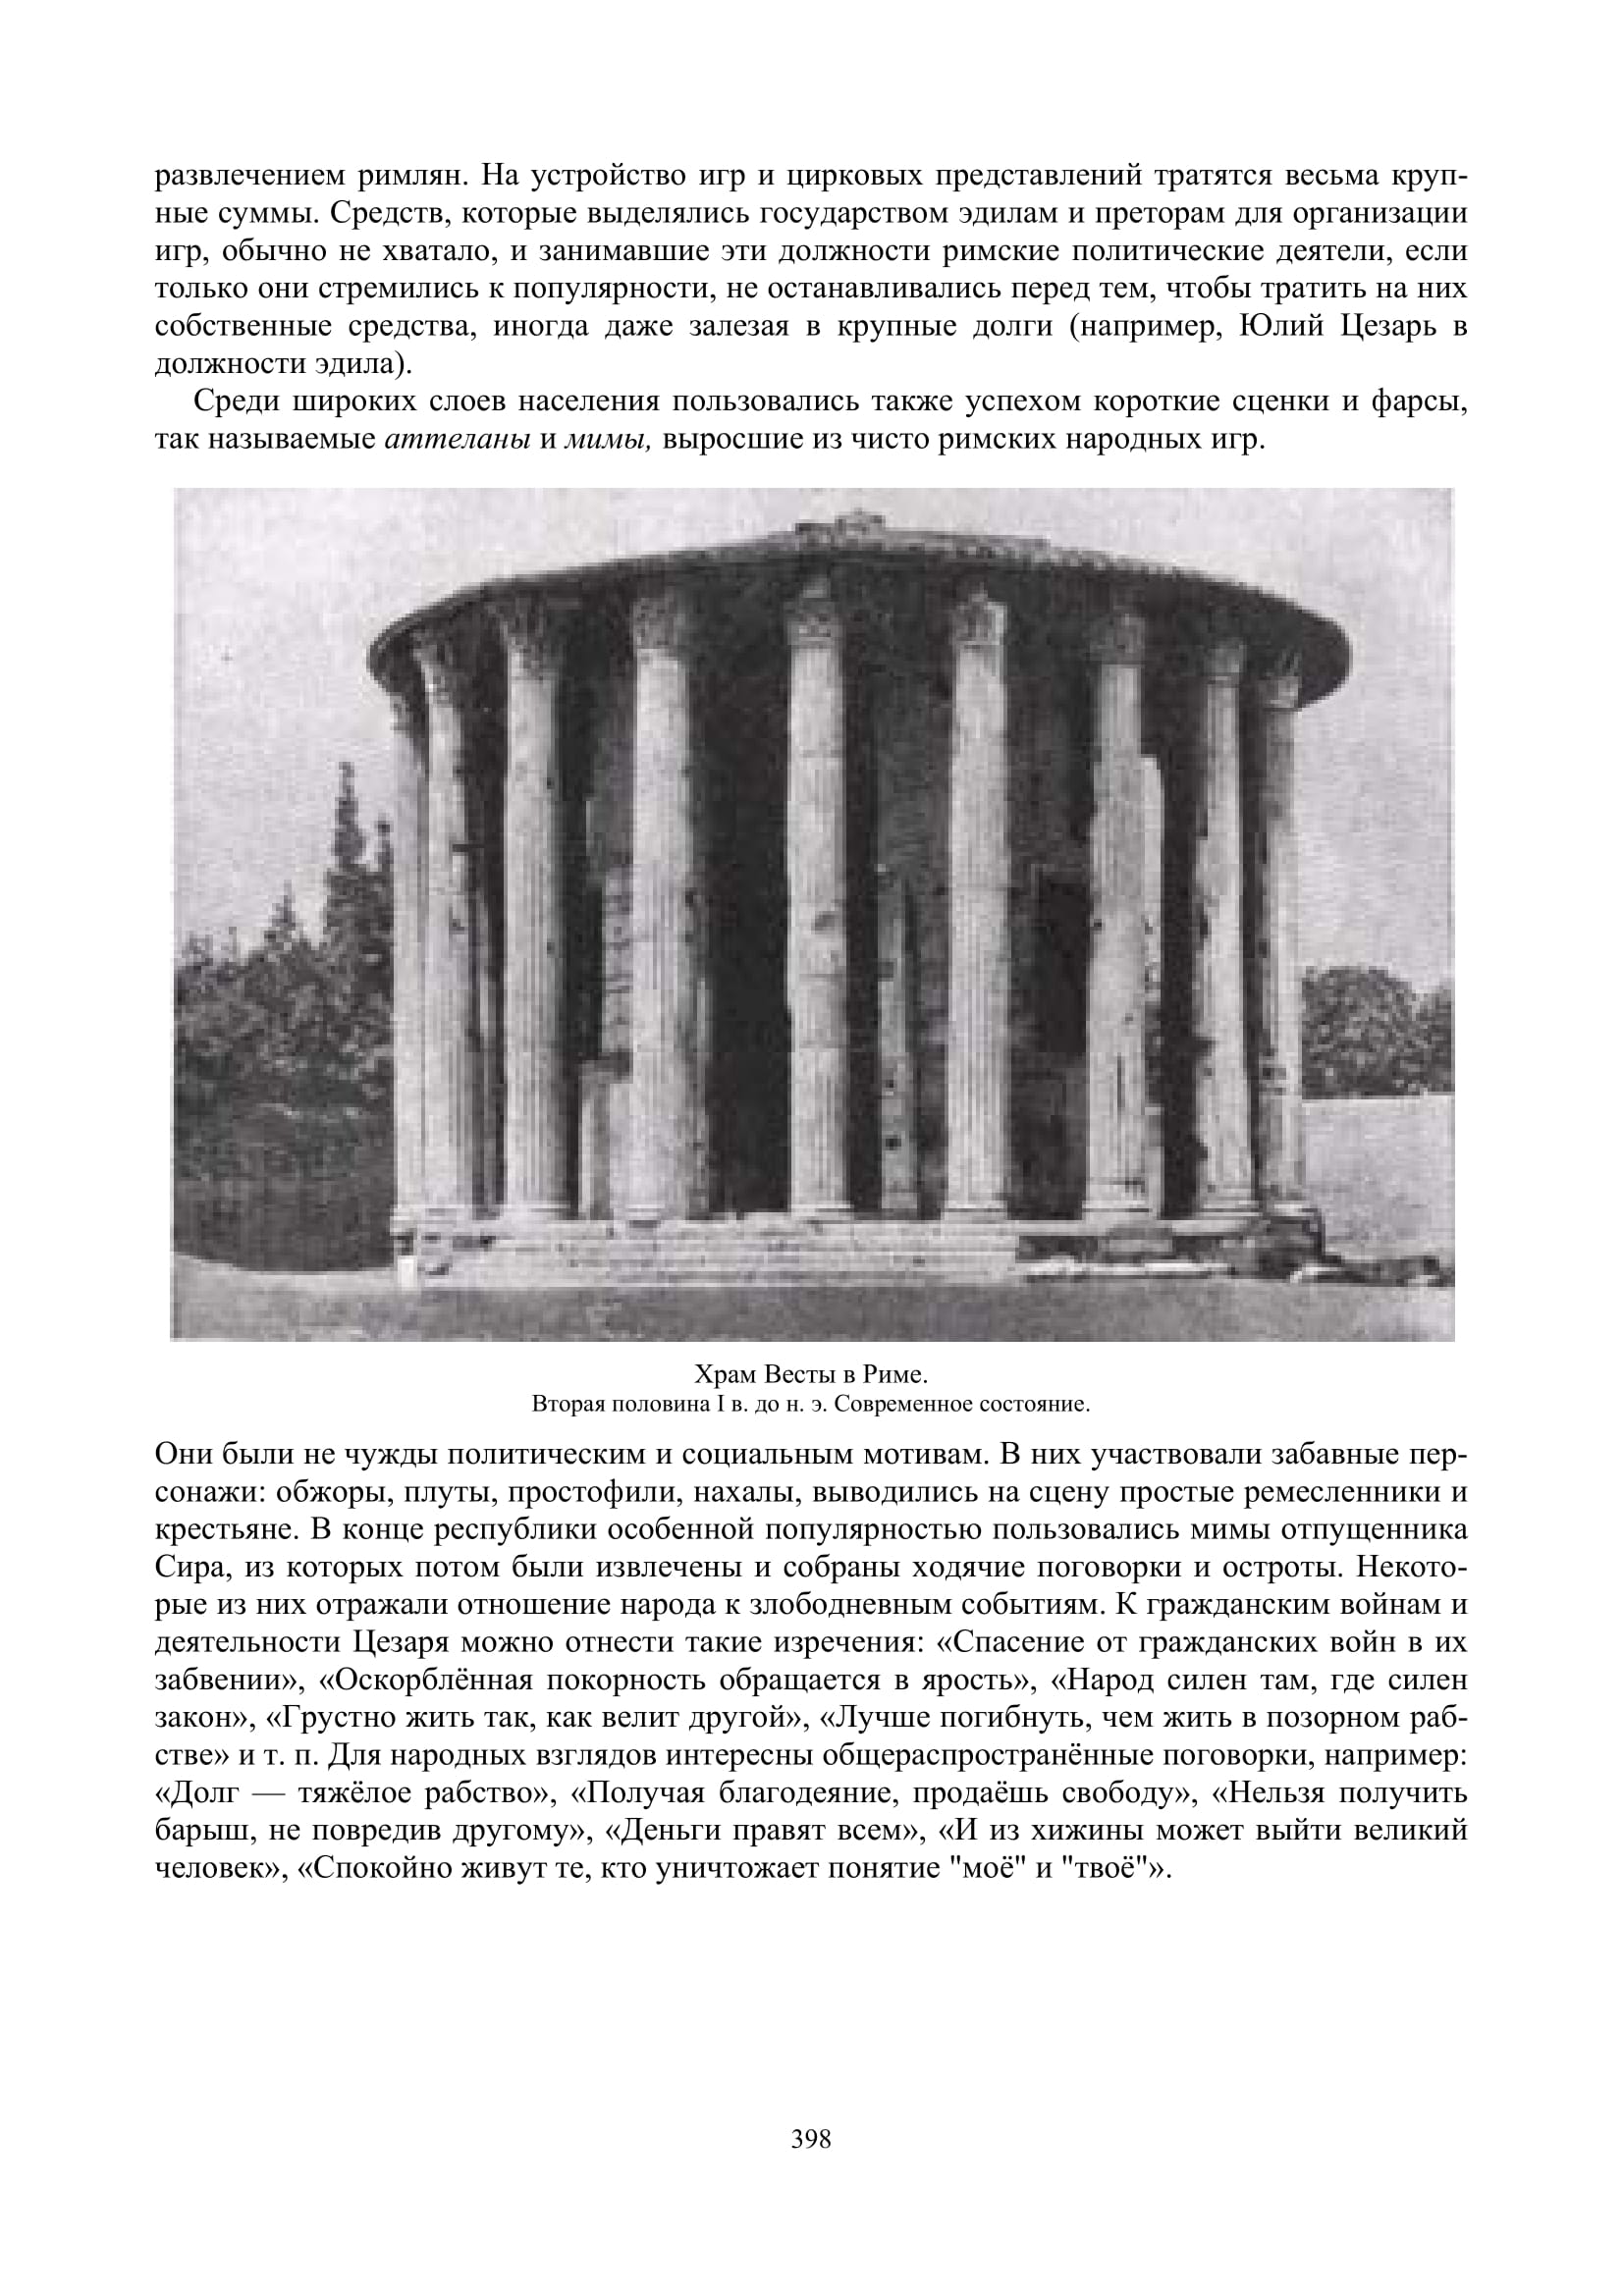 развлечением римлян. На устройство игр и цирковых представлений тратятся весьма круп-
ные суммы. Средств, которые выделялись государством эдилам и преторам для организации
игр, обычно не хватало, и занимавшие эти должности римские политические деятели, если
только они стремились к популярности, не останавливались перед тем, чтобы тратить на них
собственные средства, иногда даже залезая в крупные долги (например, Юлий Цезарь в
должности эдила).
Среди широких слоев населения пользовались также успехом короткие сценки и фарсы,
так называемые аттеланы и мимы, выросшие из чисто римских народных игр.
Храм Весты в Риме.
Вторая половина I в. до н. э. Современное состояние.
Они были не чужды политическим и социальным мотивам. В них участвовали забавные пер-
сонажи: обжоры, плуты, простофили, нахалы, выводились на сцену простые ремесленники и
крестьяне. В конце республики особенной популярностью пользовались мимы отпущенника
Сира, из которых потом были извлечены и собраны ходячие поговорки и остроты. Некото-
рые из них отражали отношение народа к злободневным событиям. К гражданским войнам и
деятельности Цезаря можно отнести такие изречения: «Спасение от гражданских войн в их
забвении», «Оскорблённая покорность обращается в ярость», «Народ силен там, где силен
закон», «Грустно жить так, как велит другой», «Лучше погибнуть, чем жить в позорном раб-
стве» и т. п. Для народных взглядов интересны общераспространённые поговорки, например:
«Долг — тяжёлое рабство», «Получая благодеяние, продаёшь свободу», «Нельзя получить
барыш, не повредив другому», «Деньги правят всем», «И из хижины может выйти великий
человек», «Спокойно живут те, кто уничтожает понятие "моё" и "твоё"».
398